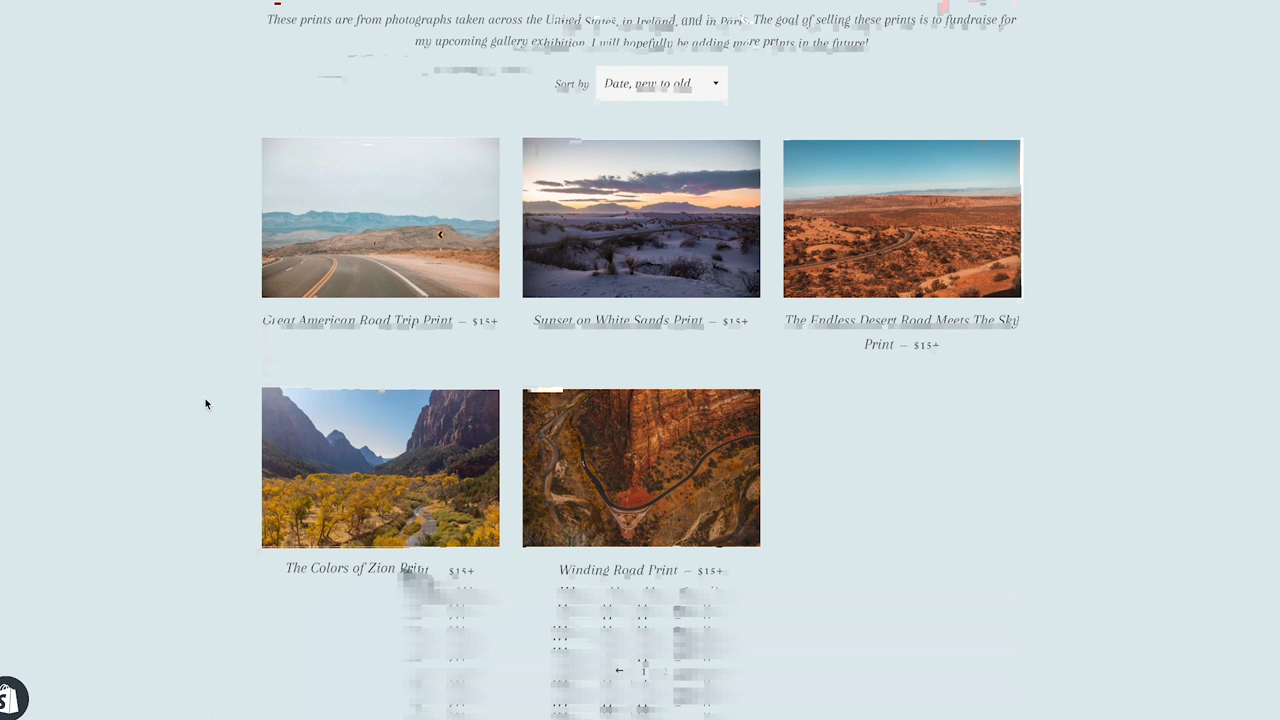 These prints are from photographs taken across the United States, in Ireland, and in Paris. The goal of selling these prints is to fundraise for
my upcoming gallery exhibition. I will hopefully be adding more prints in the future!
Sort by Date, new to old
Great American Road Trip Print — $15+
Sunset on White Sands Print — $15+
The Endless Desert Road Meets The Sky
Print — $15+
The Colors of Zion Print $15+
Winding Road Print — $15+
← 1